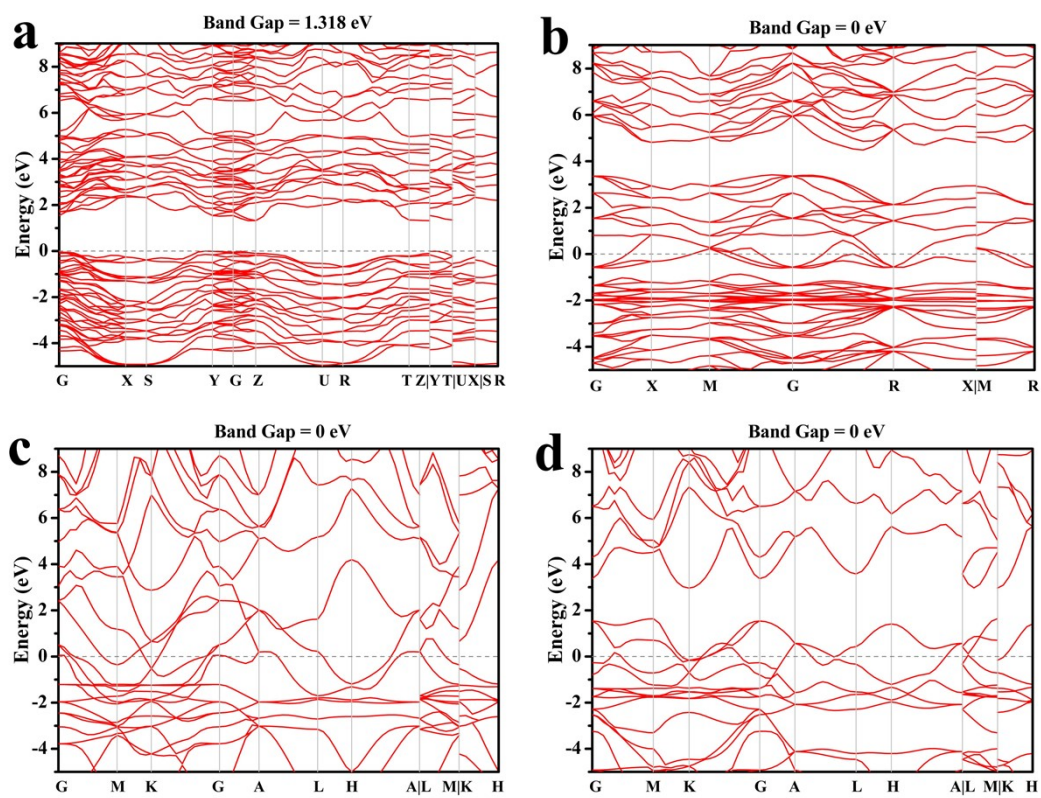 a
Band Gap = 1.318 eV
Energy (eV)
8
6
4
2
0
-2
-4
G X S Y G Z U R T Z|Y T|U X|S R
b
Band Gap = 0 eV
Energy (eV)
8
6
4
2
0
-2
-4
G X M G R X|M R
c
Band Gap = 0 eV
Energy (eV)
8
6
4
2
0
-2
-4
G M K G A L H A|L M|K H
d
Band Gap = 0 eV
Energy (eV)
8
6
4
2
0
-2
-4
G M K G A L H A|L M|K H